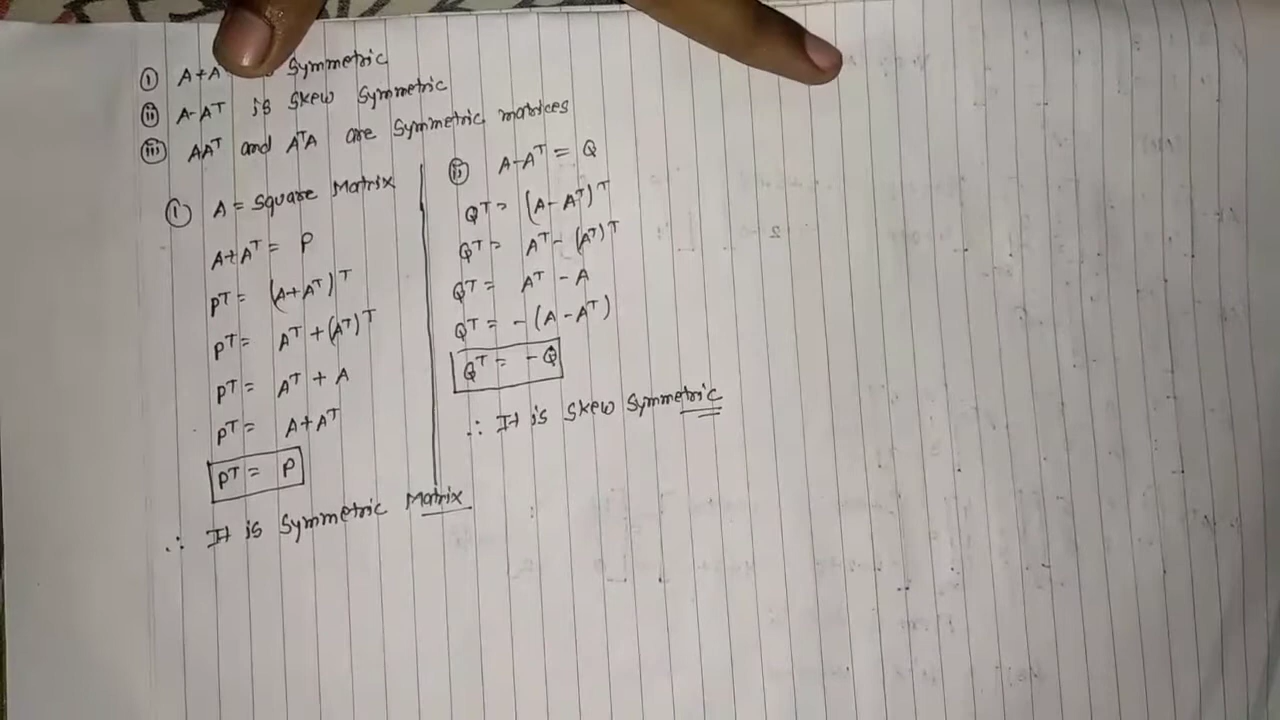 (i) A+A Symmetric
(ii) A-Aᵀ is Skew Symmetric
(iii) AAᵀ and AᵀA are Symmetric matrices
(i) A = Square Matrix
A+Aᵀ = P
Pᵀ = (A+Aᵀ)ᵀ
Pᵀ = Aᵀ + (Aᵀ)ᵀ
Pᵀ = Aᵀ + A
Pᵀ = A+Aᵀ
Pᵀ = P
∴ It is Symmetric Matrix
(ii) A-Aᵀ = Q
Qᵀ = (A-Aᵀ)ᵀ
Qᵀ = Aᵀ-(Aᵀ)ᵀ
Qᵀ = Aᵀ - A
Qᵀ = -(A-Aᵀ)
Qᵀ = -Q
∴ It is Skew Symmetric